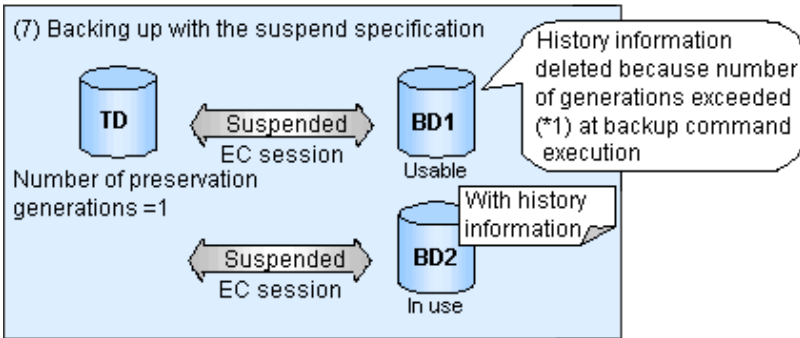 (7) Backing up with the suspend specification
History information
deleted because number
of generations exceeded
(*1) at backup command
execution
TD
Suspended
EC session
BD1
Usable
Number of preservation
generations =1
With history
information
Suspended
EC session
BD2
In use